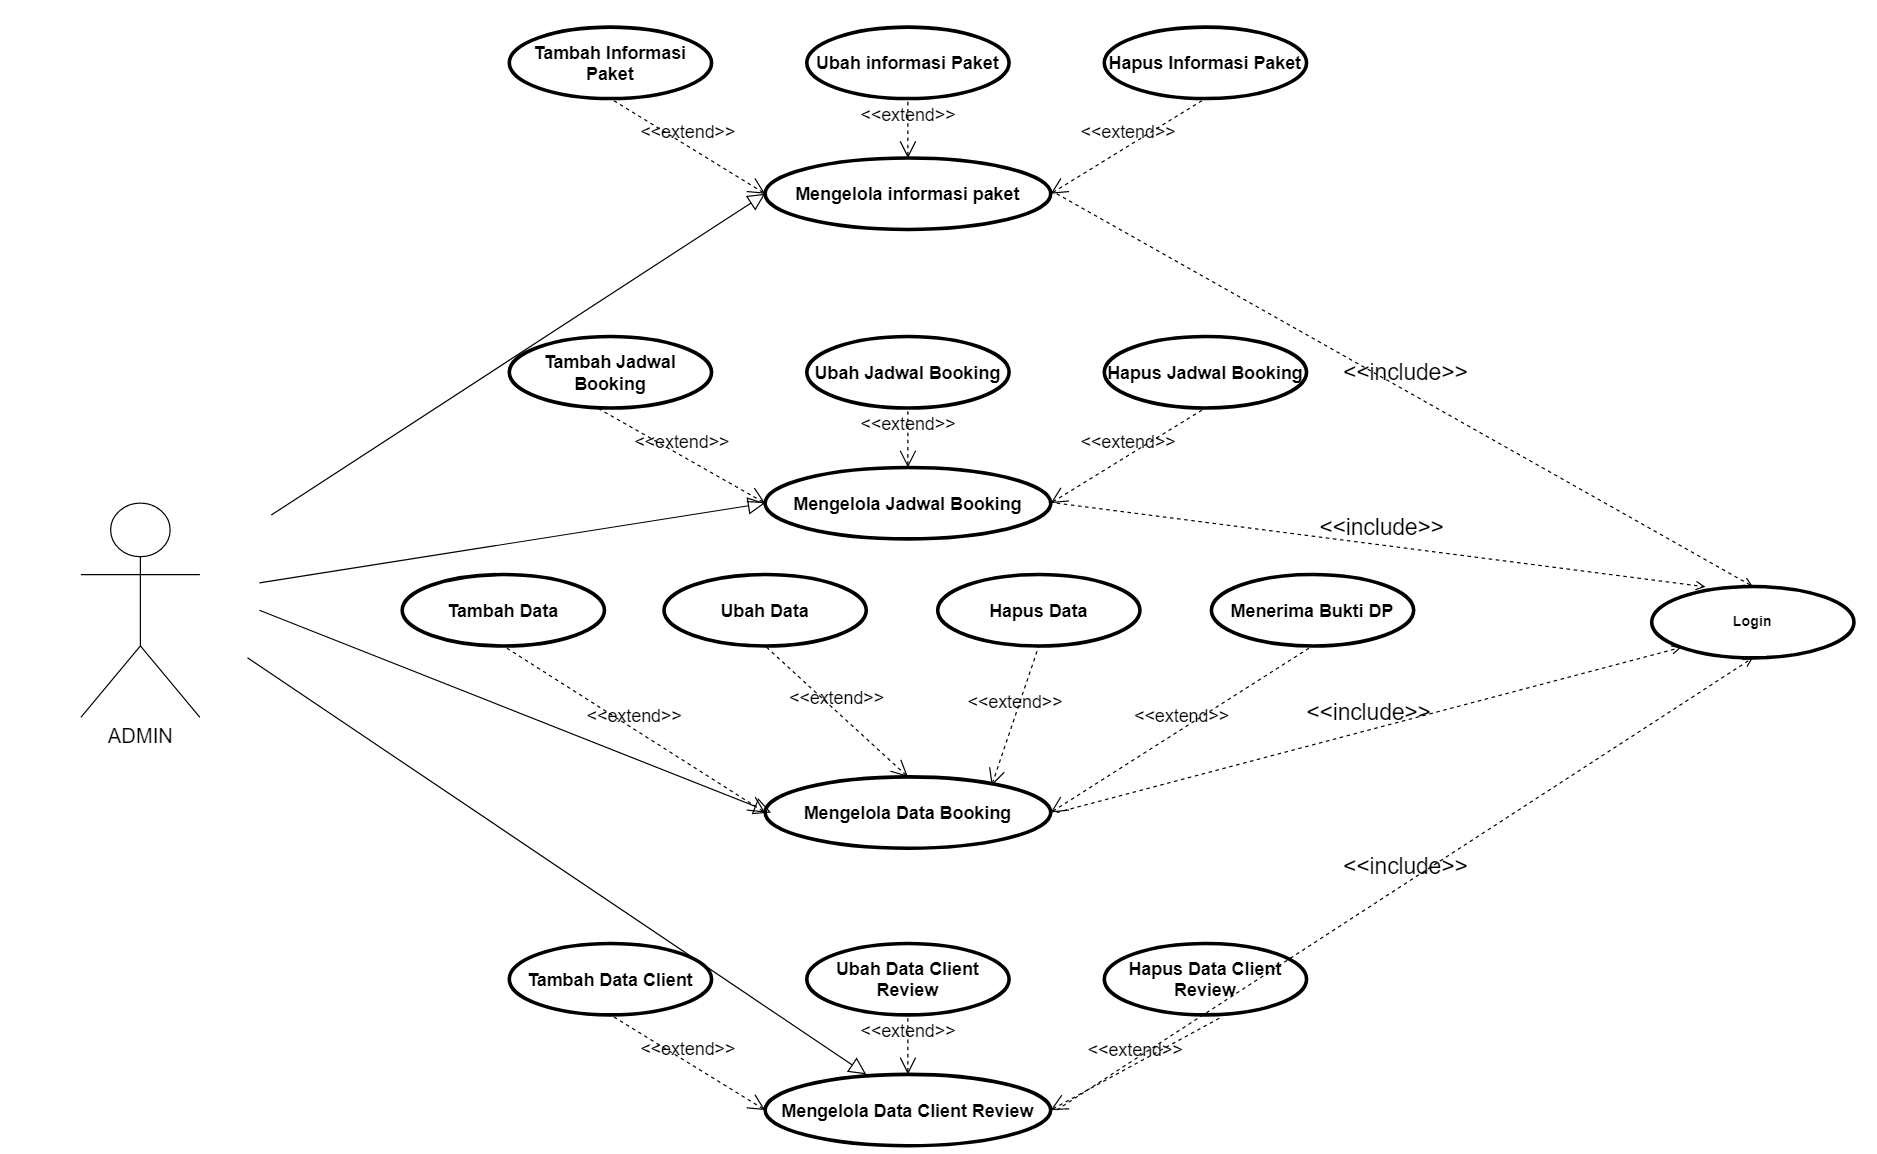 Tambah Informasi
Paket
Ubah informasi Paket
Hapus Informasi Paket
<<extend>>
<<extend>>
<<extend>>
Mengelola informasi paket
Tambah Jadwal
Booking
Ubah Jadwal Booking
Hapus Jadwal Booking
<<include>>
<<extend>>
<<extend>>
<<extend>>
Mengelola Jadwal Booking
<<include>>
Tambah Data
Ubah Data
Hapus Data
Menerima Bukti DP
Login
<<extend>>
<<extend>>
<<extend>>
<<extend>>
<<include>>
ADMIN
Mengelola Data Booking
<<include>>
Tambah Data Client
Ubah Data Client
Review
Hapus Data Client
Review
<<extend>>
<<extend>>
<<extend>>
Mengelola Data Client Review